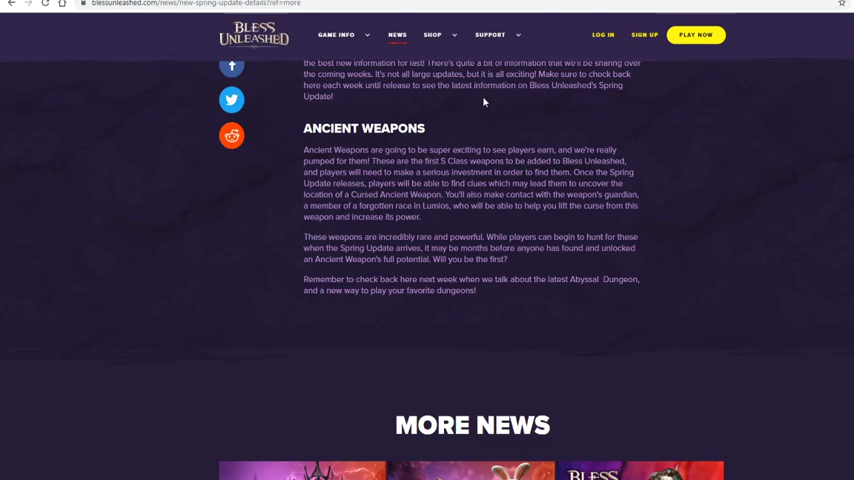 blessunleashed.com/news/new-spring-update-details?ref=more
BLESS UNLEASHED
GAME INFO NEWS SHOP SUPPORT LOG IN SIGN UP PLAY NOW
the best new information for last! There's quite a bit of information that we'll be sharing over
the coming weeks. It's not all large updates, but it is all exciting! Make sure to check back
here each week until release to see the latest information on Bless Unleashed's Spring
Update!
ANCIENT WEAPONS
Ancient Weapons are going to be super exciting to see players earn, and we're really
pumped for them! These are the first S Class weapons to be added to Bless Unleashed,
and players will need to make a serious investment in order to find them. Once the Spring
Update releases, players will be able to find clues which may lead them to uncover the
location of a Cursed Ancient Weapon. You'll also make contact with the weapon's guardian,
a member of a forgotten race in Lumios, who will be able to help you lift the curse from this
weapon and increase its power.
These weapons are incredibly rare and powerful. While players can begin to hunt for these
when the Spring Update arrives, it may be months before anyone has found and unlocked
an Ancient Weapon's full potential. Will you be the first?
Remember to check back here next week when we talk about the latest Abyssal Dungeon,
and a new way to play your favorite dungeons!
MORE NEWS
BLESS